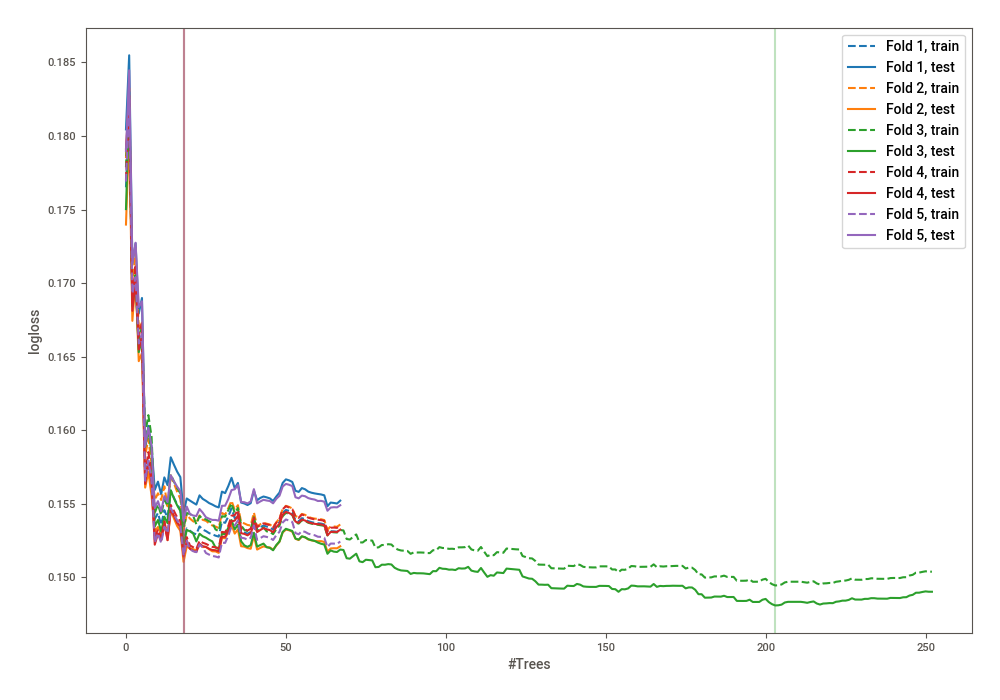 Fold 1, train
Fold 1, test
Fold 2, train
Fold 2, test
Fold 3, train
Fold 3, test
Fold 4, train
Fold 4, test
Fold 5, train
Fold 5, test
0.185
0.180
0.175
0.170
0.165
0.160
0.155
0.150
logloss
0
50
100
150
200
250
#Trees